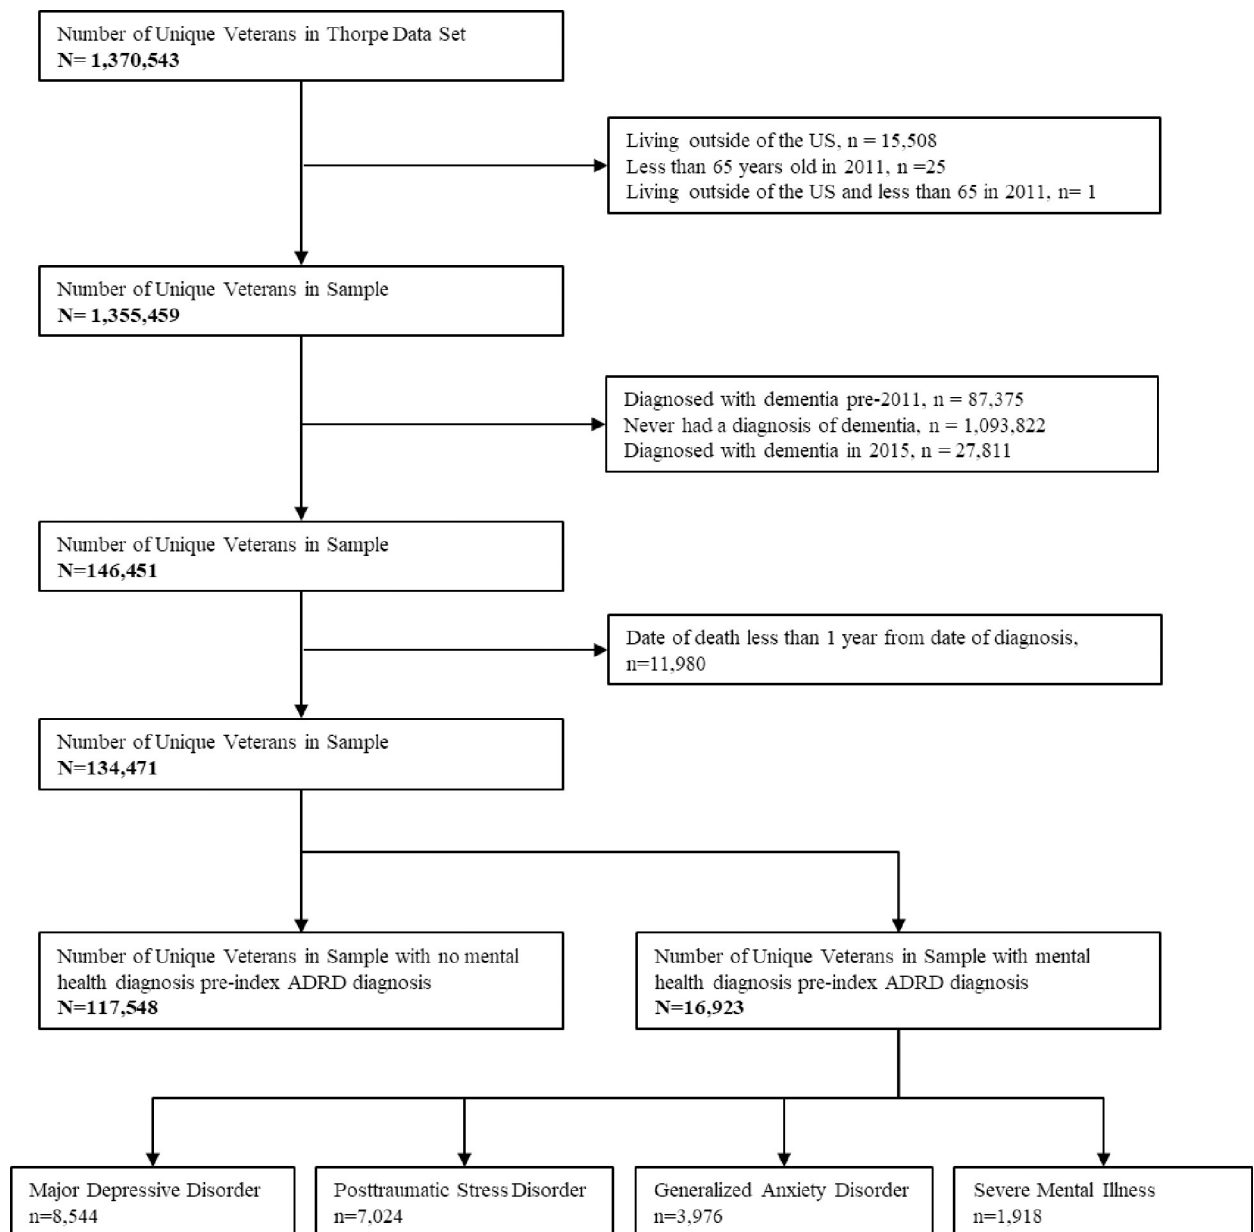 Number of Unique Veterans in Thorpe Data Set
N= 1,370,543
Living outside of the US, n = 15,508
Less than 65 years old in 2011, n =25
Living outside of the US and less than 65 in 2011, n= 1
Number of Unique Veterans in Sample
N= 1,355,459
Diagnosed with dementia pre-2011, n = 87,375
Never had a diagnosis of dementia, n = 1,093,822
Diagnosed with dementia in 2015, n = 27,811
Number of Unique Veterans in Sample
N=146,451
Date of death less than 1 year from date of diagnosis,
n=11,980
Number of Unique Veterans in Sample
N=134,471
Number of Unique Veterans in Sample with no mental
health diagnosis pre-index ADRD diagnosis
N=117,548
Number of Unique Veterans in Sample with mental
health diagnosis pre-index ADRD diagnosis
N=16,923
Major Depressive Disorder
n=8,544
Posttraumatic Stress Disorder
n=7,024
Generalized Anxiety Disorder
n=3,976
Severe Mental Illness
n=1,918